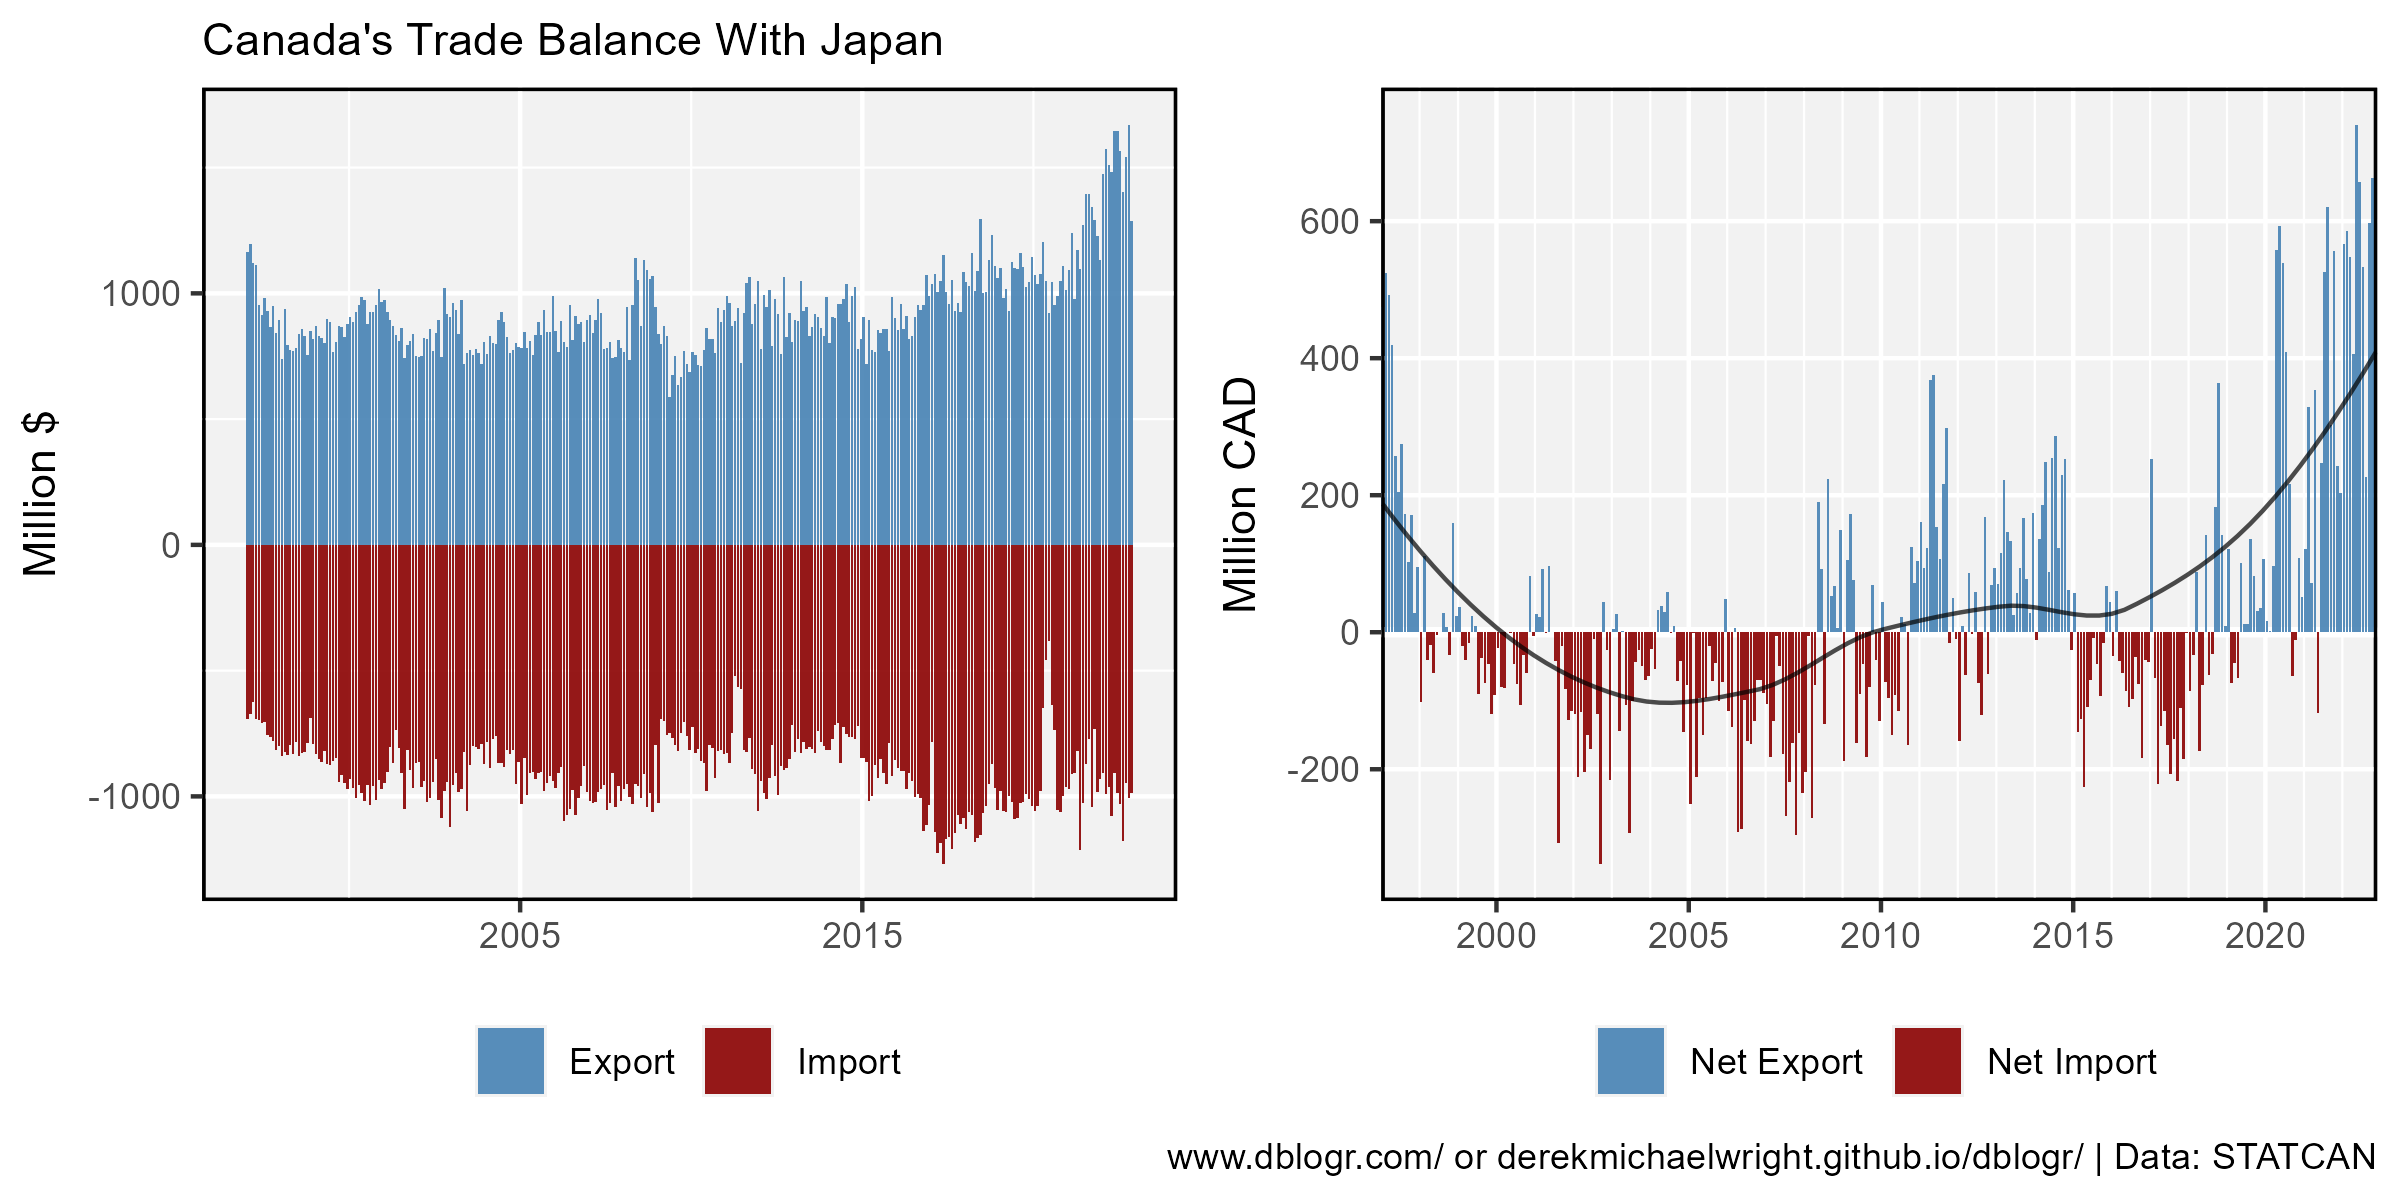 Canada's Trade Balance With Japan
Million $
1000
0
-1000
2005
2015
Export
Import
Million CAD
600
400
200
0
-200
2000
2005
2010
2015
2020
Net Export
Net Import
www.dblogr.com/ or derekmichaelwright.github.io/dblogr/ | Data: STATCAN